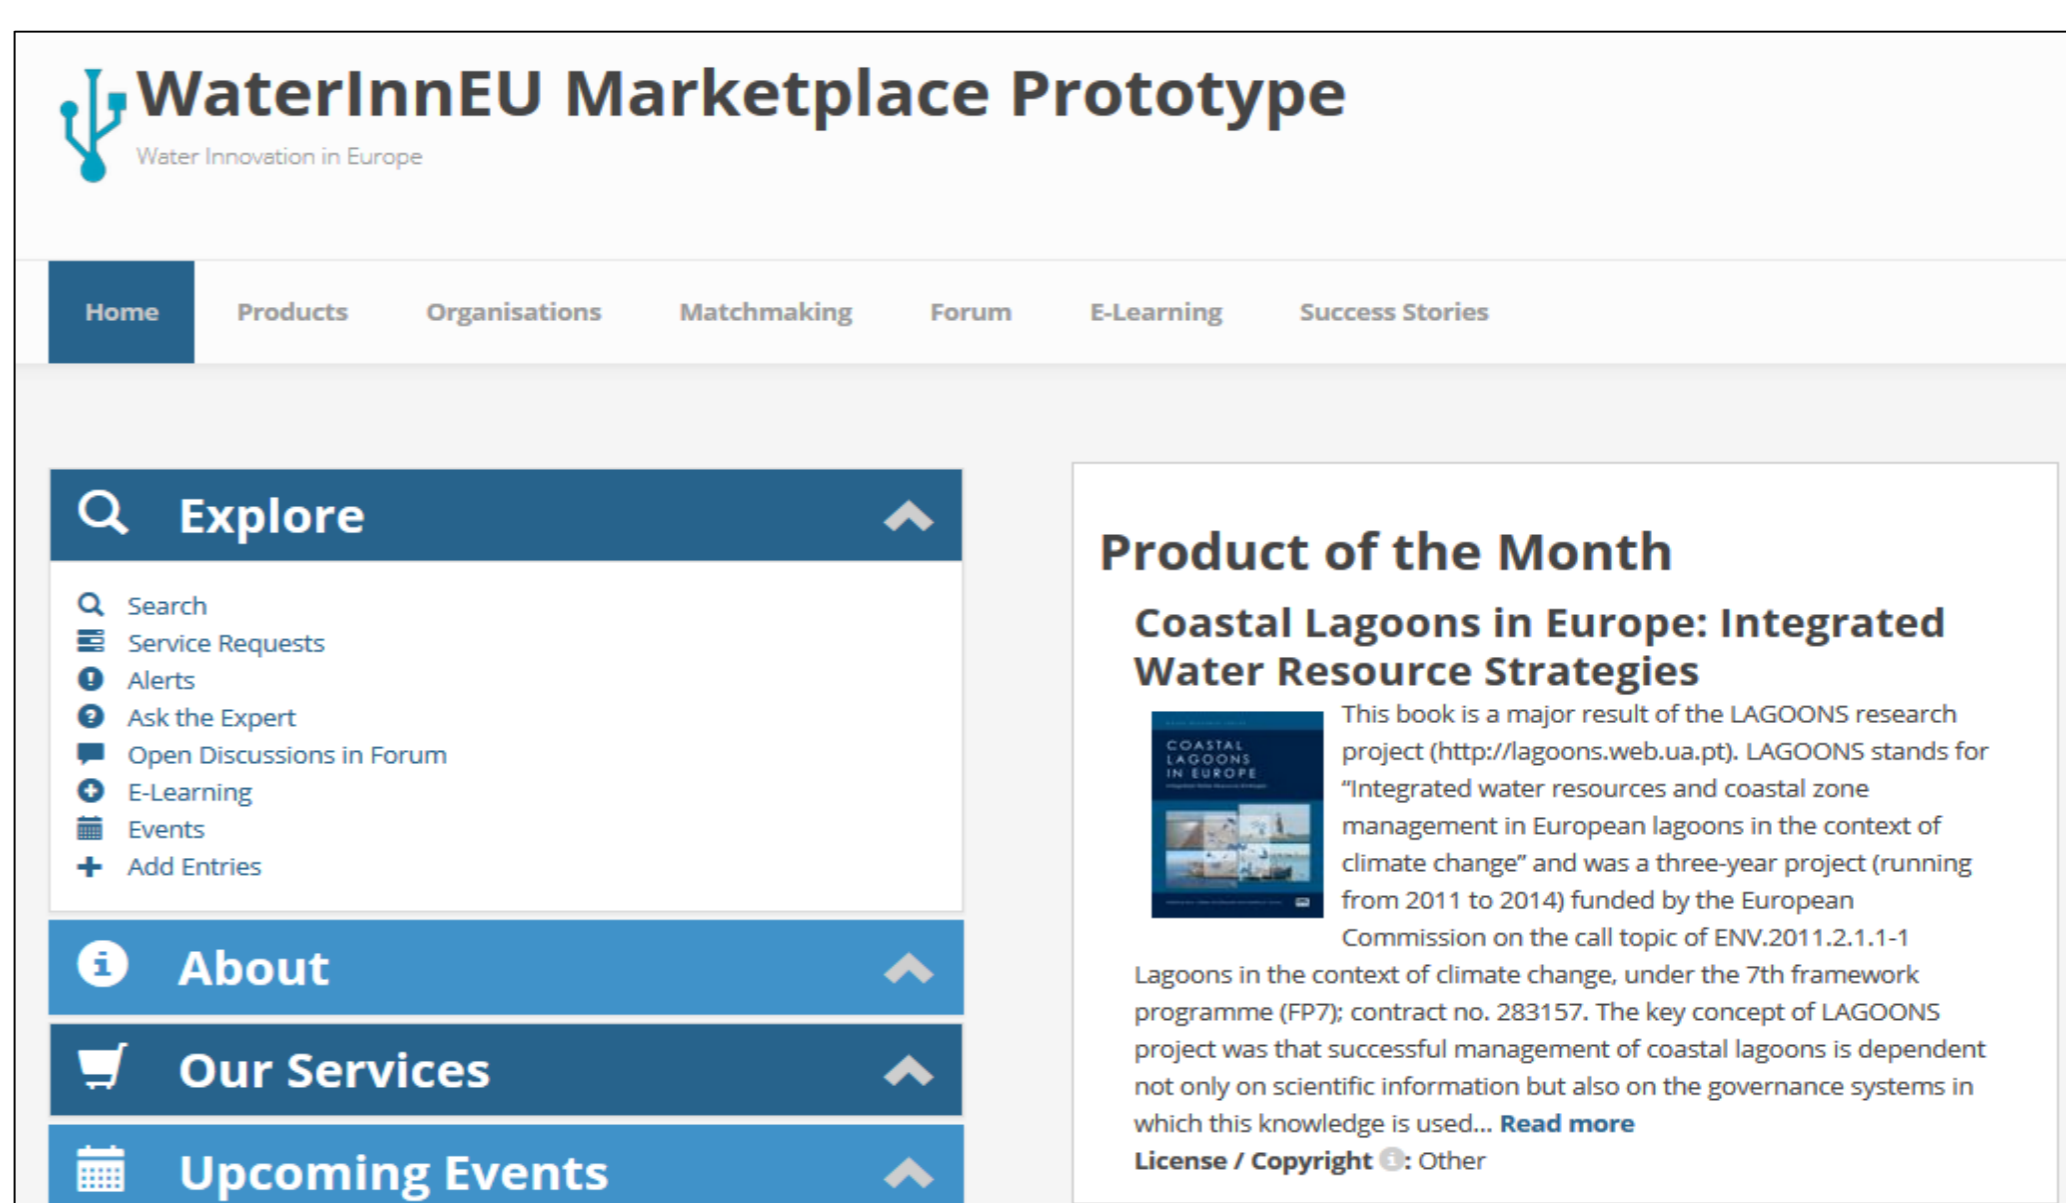 WaterInnEU Marketplace Prototype
Water Innovation in Europe
Home Products Organisations Matchmaking Forum E-Learning Success Stories
Explore
Search
Service Requests
Alerts
Ask the Expert
Open Discussions in Forum
E-Learning
Events
Add Entries
About
Our Services
Upcoming Events
Product of the Month
Coastal Lagoons in Europe: Integrated
Water Resource Strategies
COASTAL
LAGOONS
IN EUROPE
This book is a major result of the LAGOONS research
project (http://lagoons.web.ua.pt). LAGOONS stands for
“Integrated water resources and coastal zone
management in European lagoons in the context of
climate change” and was a three-year project (running
from 2011 to 2014) funded by the European
Commission on the call topic of ENV.2011.2.1.1-1
Lagoons in the context of climate change, under the 7th framework
programme (FP7); contract no. 283157. The key concept of LAGOONS
project was that successful management of coastal lagoons is dependent
not only on scientific information but also on the governance systems in
which this knowledge is used... Read more
License / Copyright : Other